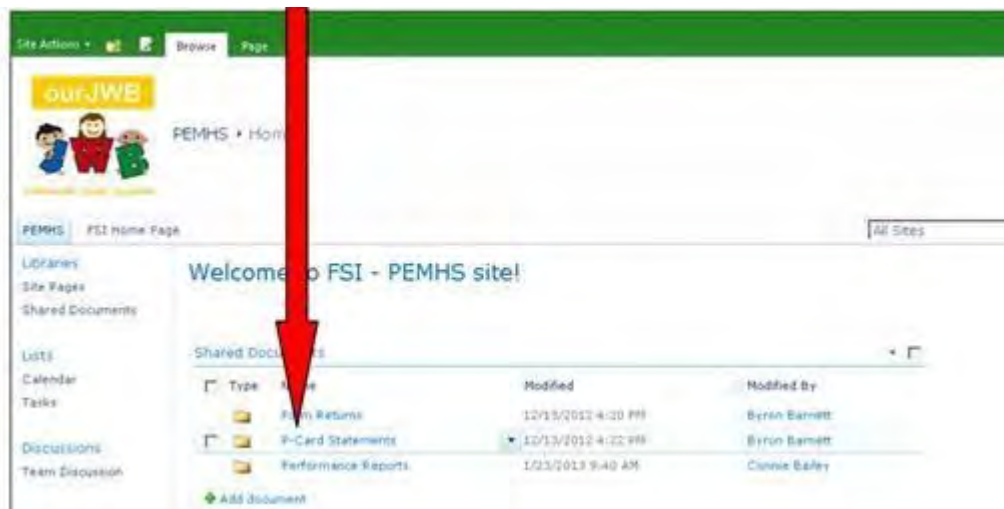 Site Actions Browse Page
ourJWB
JWB
PEMHS Hom
PEMHS FSI Home Page All Sites
Libraries
Site Pages
Shared Documents
Lists
Calendar
Tasks
Discussions
Team Discussion
Welcome to FSI - PEMHS site!
Shared Documents
Type Modified Modified By
Returns 12/13/2012 4:20 PM Byron Barnett
P-Card Statements 12/13/2012 4:22 PM Byron Barnett
Performance Reports 1/23/2013 9:40 AM Connie Bailey
Add document